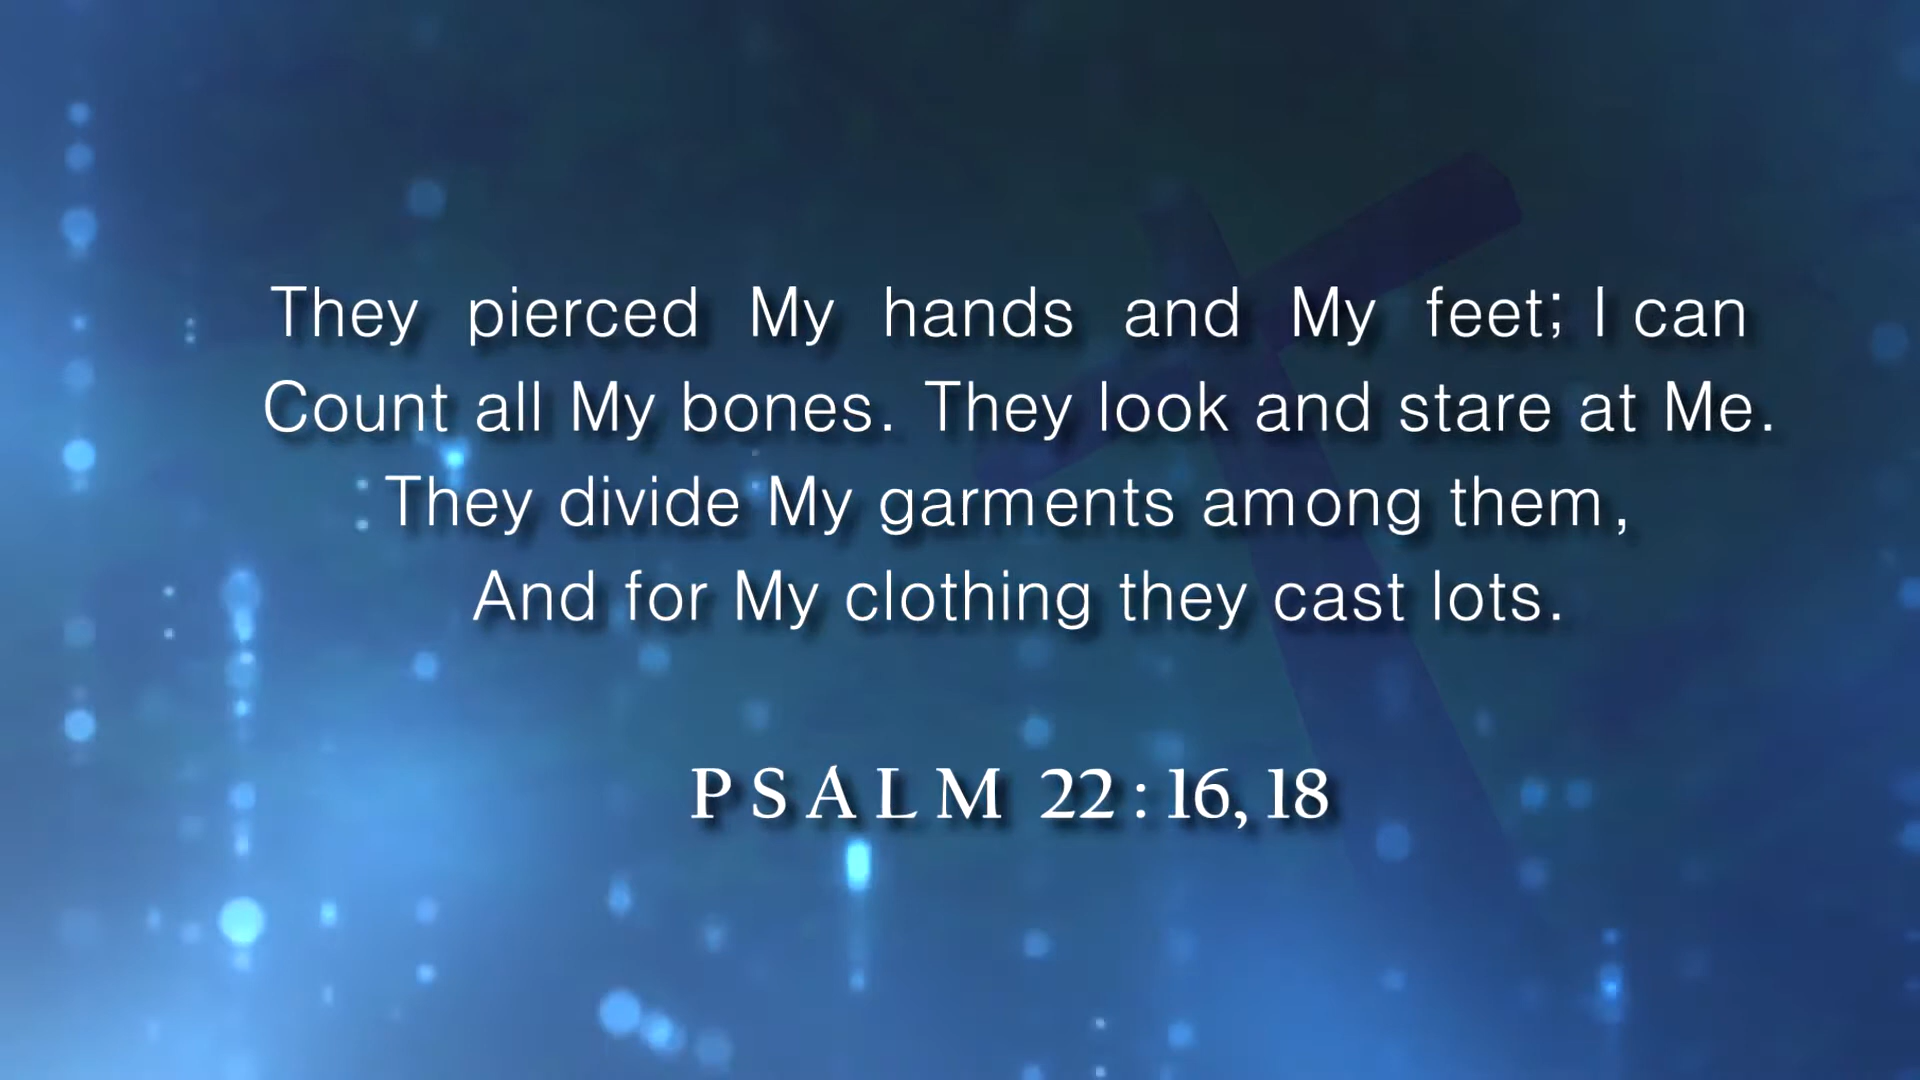 They pierced My hands and My feet; I can
Count all My bones. They look and stare at Me.
They divide My garments among them,
And for My clothing they cast lots.
PSALM 22:16, 18